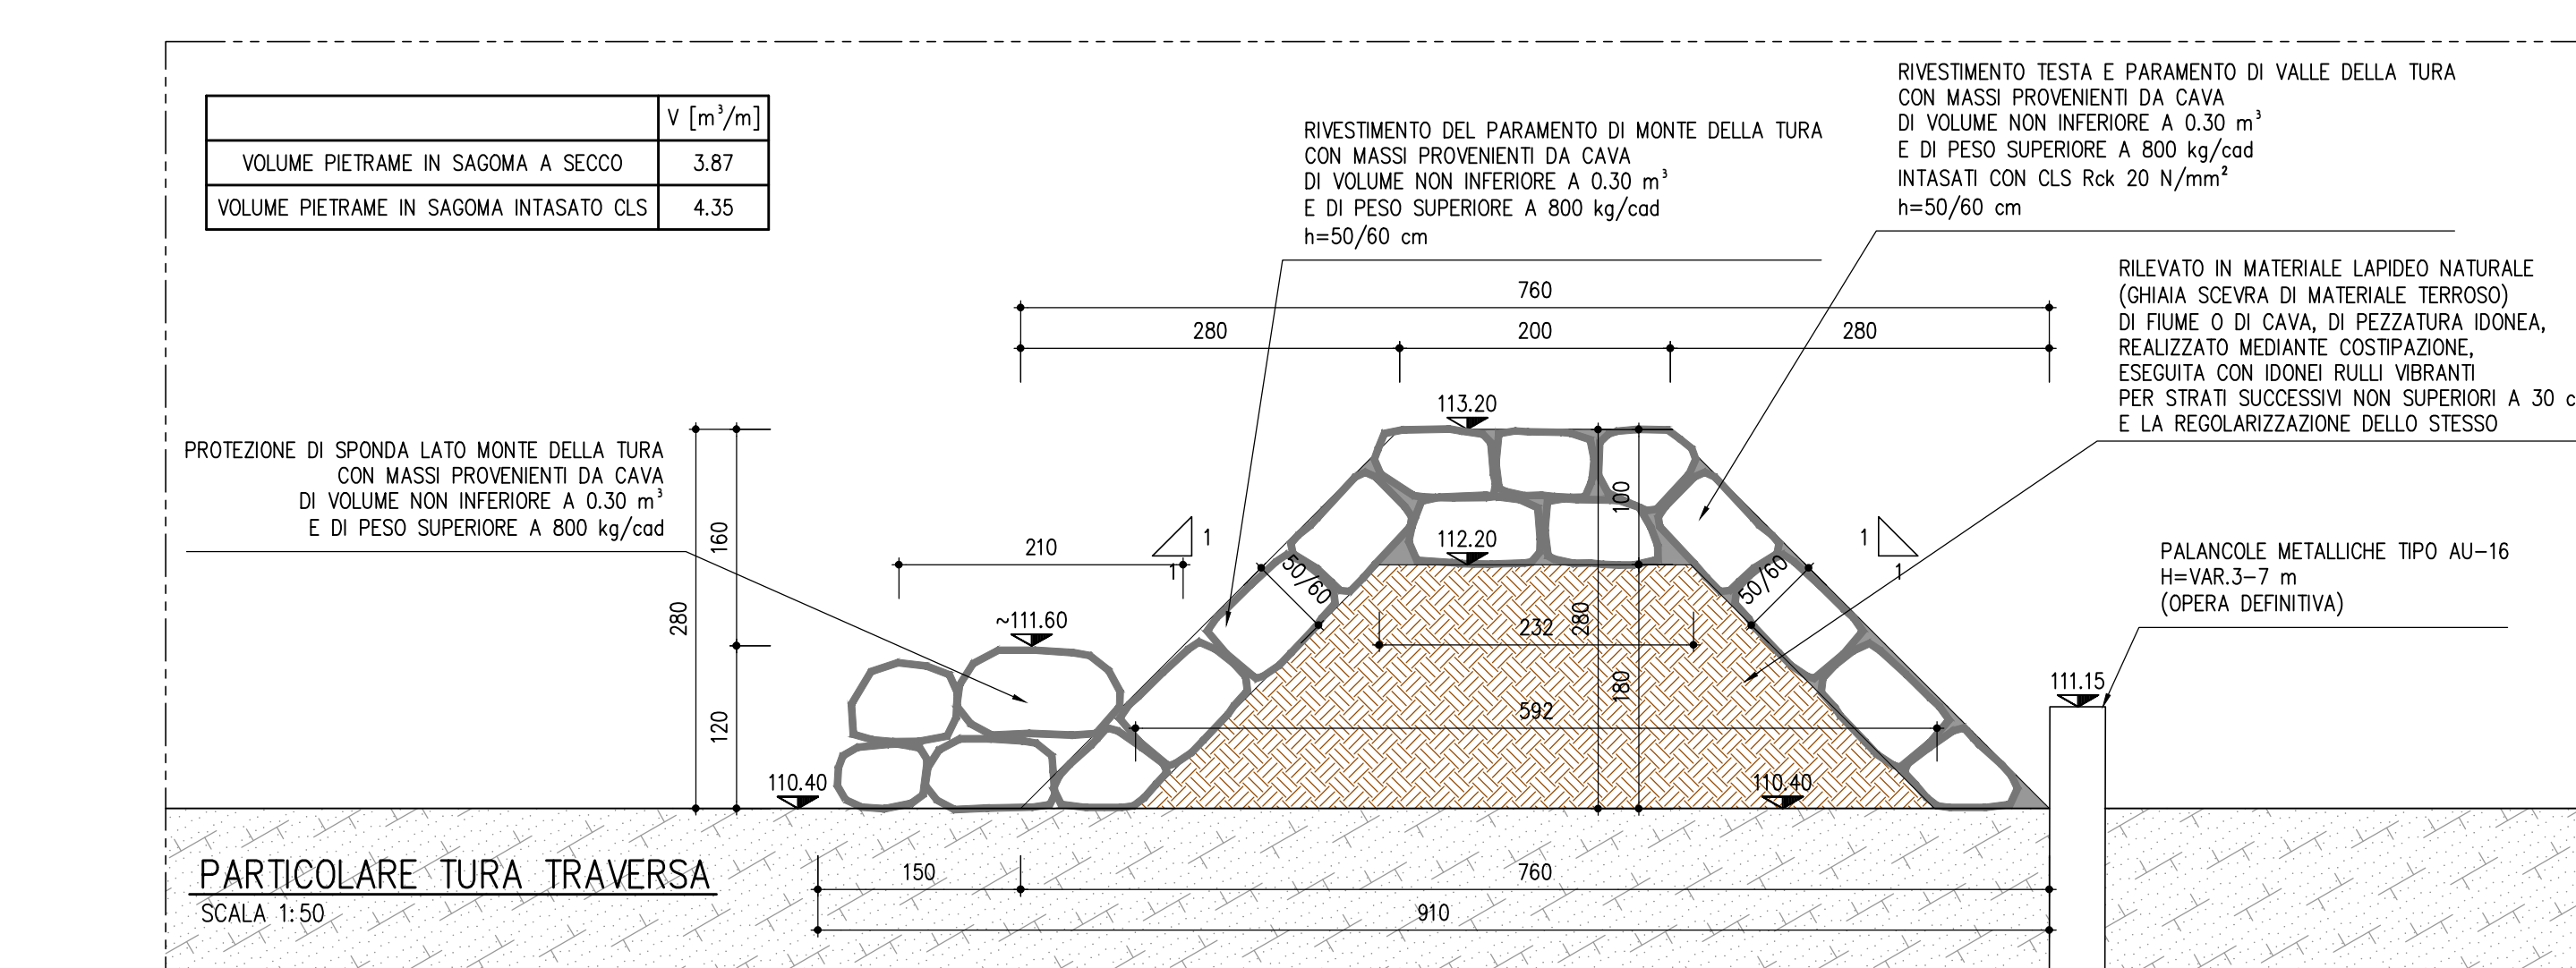 V [m³/m]
VOLUME PIETRAME IN SAGOMA A SECCO 3.87
VOLUME PIETRAME IN SAGOMA INTASATO CLS 4.35
RIVESTIMENTO DEL PARAMENTO DI MONTE DELLA TURA
CON MASSI PROVENIENTI DA CAVA
DI VOLUME NON INFERIORE A 0.30 m³
E DI PESO SUPERIORE A 800 kg/cad
h=50/60 cm
RIVESTIMENTO TESTA E PARAMENTO DI VALLE DELLA TURA
CON MASSI PROVENIENTI DA CAVA
DI VOLUME NON INFERIORE A 0.30 m³
E DI PESO SUPERIORE A 800 kg/cad
INTASATI CON CLS Rck 20 N/mm²
h=50/60 cm
RILEVATO IN MATERIALE LAPIDEO NATURALE
(GHIAIA SCEVRA DI MATERIALE TERROSO)
DI FIUME O DI CAVA, DI PEZZATURA IDONEA,
REALIZZATO MEDIANTE COSTIPAZIONE,
ESEGUITA CON IDONEI RULLI VIBRANTI
PER STRATI SUCCESSIVI NON SUPERIORI A 30 c
E LA REGOLARIZZAZIONE DELLO STESSO
760
280 200 280
PROTEZIONE DI SPONDA LATO MONTE DELLA TURA
CON MASSI PROVENIENTI DA CAVA
DI VOLUME NON INFERIORE A 0.30 m³
E DI PESO SUPERIORE A 800 kg/cad
113.20
100
160
210
1
1
112.20
1
1
50/60
50/60
PALANCOLE METALLICHE TIPO AU-16
H=VAR.3-7 m
(OPERA DEFINITIVA)
280
~111.60
232
280
180
111.15
120
592
110.40
110.40
PARTICOLARE TURA TRAVERSA
SCALA 1:50
150 760
910